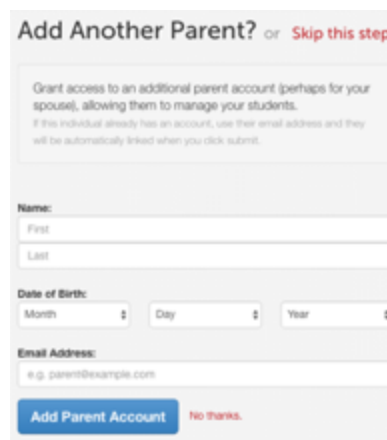 Add Another Parent? or Skip this step
Grant access to an additional parent account (perhaps for your
spouse), allowing them to manage your students.
If this individual already has an account, use their email address and they
will be automatically linked when you click submit.
Name:
First
Last
Date of Birth:
Month Day Year
Email Address:
e.g. parent@example.com
Add Parent Account No thanks.